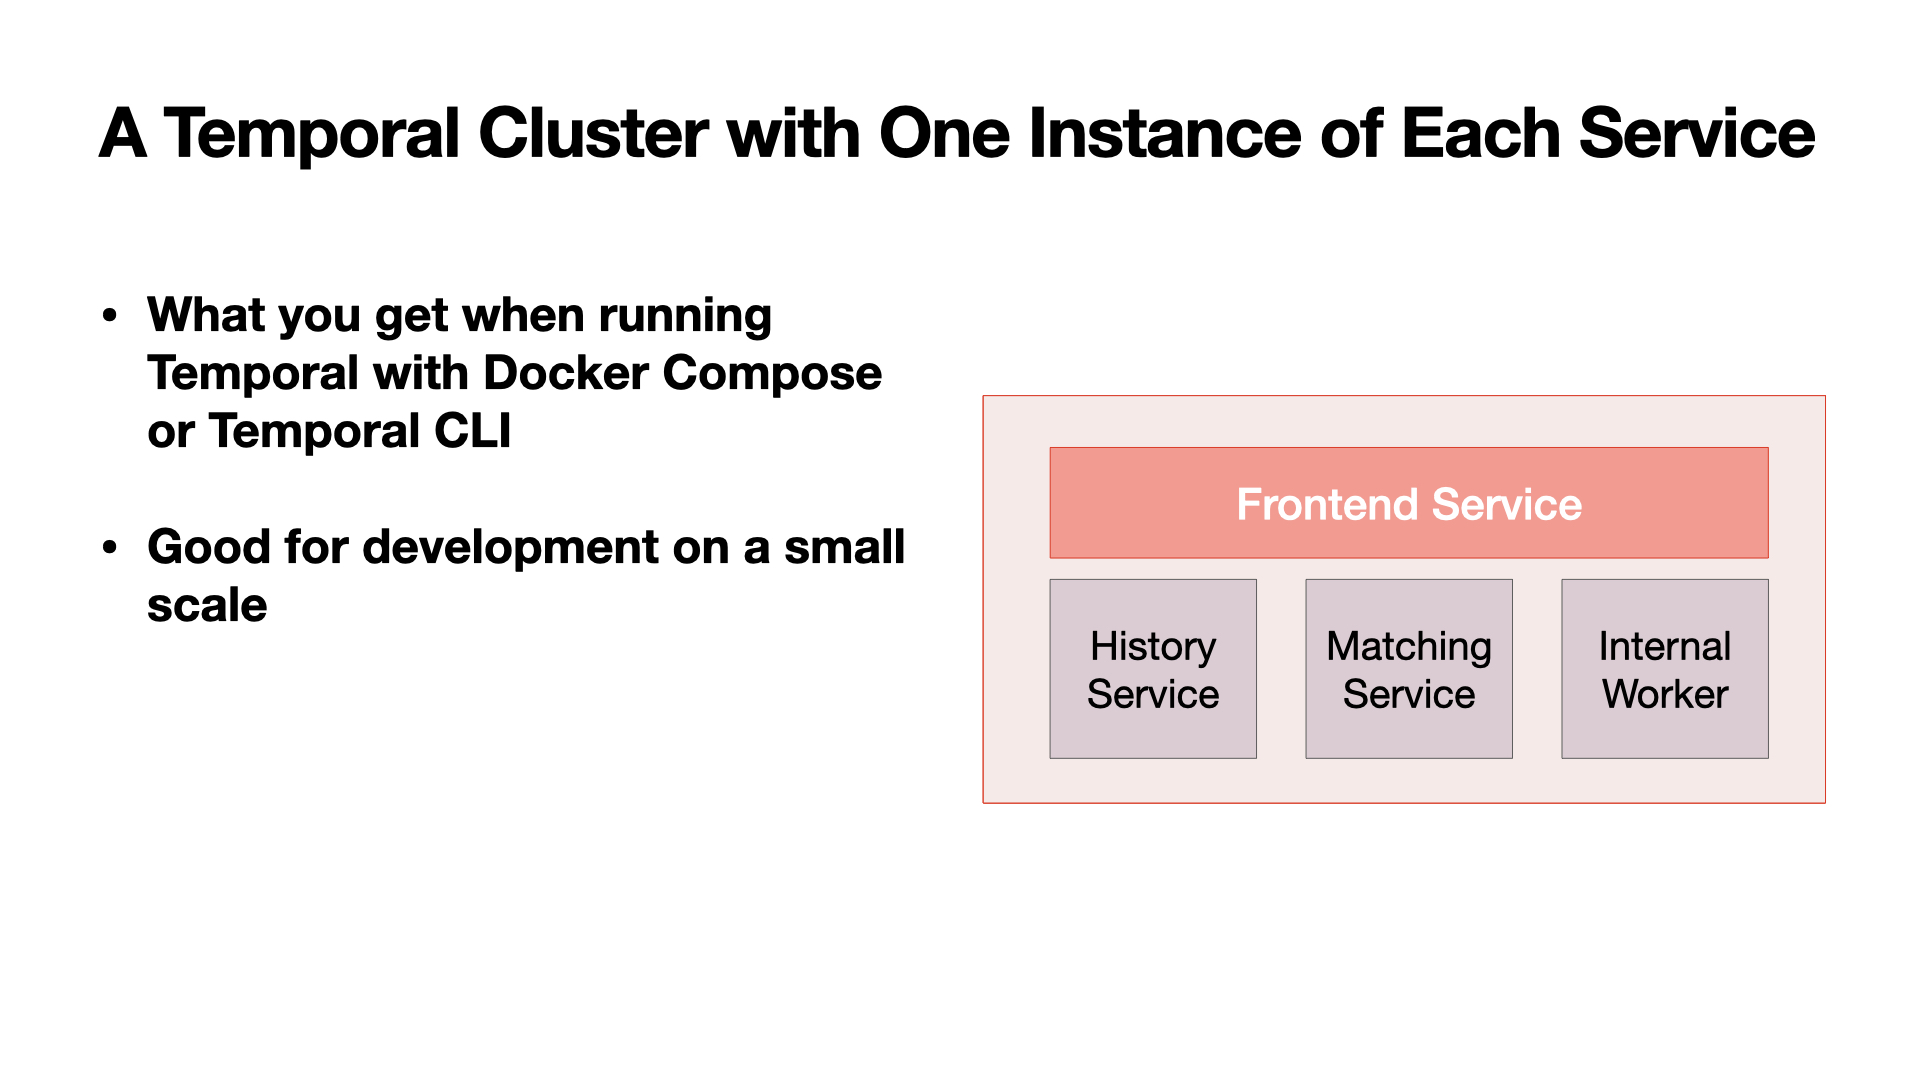 A Temporal Cluster with One Instance of Each Service
• What you get when running
Temporal with Docker Compose
or Temporal CLI
• Good for development on a small
scale
Frontend Service
History
Service
Matching
Service
Internal
Worker